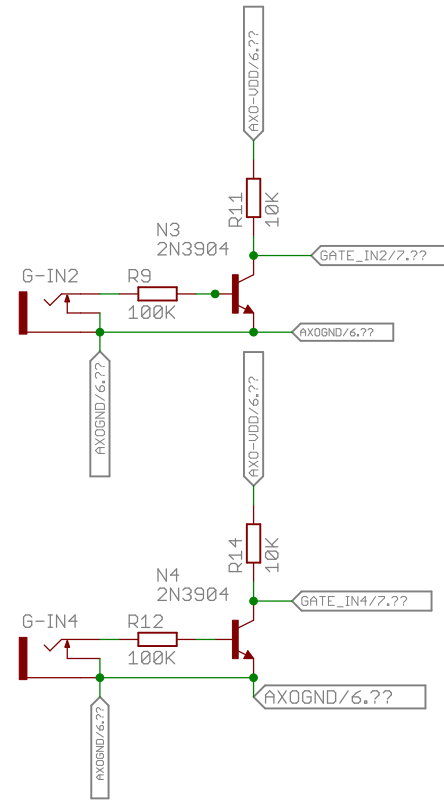 AXO-VDD/6.??
R11
10K
N3
2N3904
GATE_IN2/7.??
G-IN2
R9
100K
AXOGND/6.??
AXOGND/6.??
AXO-VDD/6.??
R14
10K
N4
2N3904
GATE_IN4/7.??
G-IN4
R12
100K
AXOGND/6.??
AXOGND/6.??